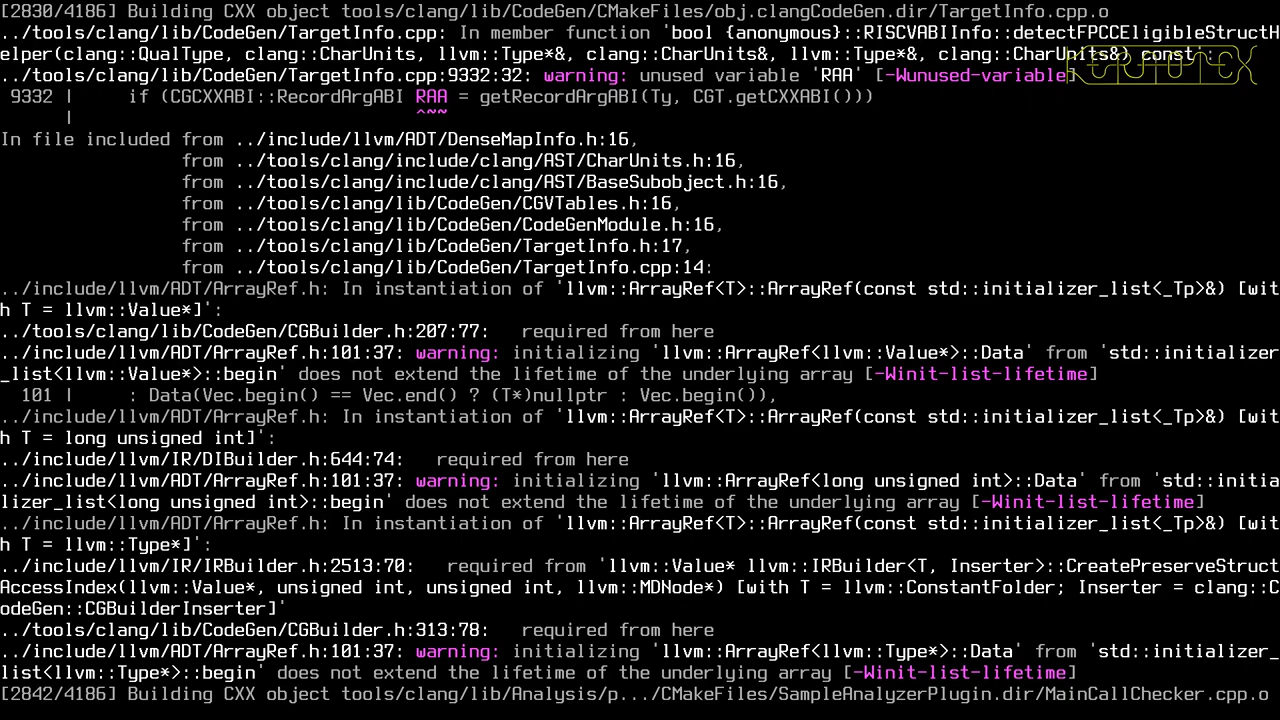 [2830/4186] Building CXX object tools/clang/lib/CodeGen/CMakeFiles/obj.clangCodeGen.dir/TargetInfo.cpp.o
../tools/clang/lib/CodeGen/TargetInfo.cpp: In member function 'bool {anonymous}::RISCVABIInfo::detectFPCCEligibleStructH
elper(clang::QualType, clang::CharUnits, llvm::Type*&, clang::CharUnits&, llvm::Type*&, clang::CharUnits&) const':
../tools/clang/lib/CodeGen/TargetInfo.cpp:9332:32: warning: unused variable 'RAA' [-Wunused-variable]
 9332 |     if (CGCXXABI::RecordArgABI RAA = getRecordArgABI(Ty, CGT.getCXXABI()))
      |                                ^~~
In file included from ../include/llvm/ADT/DenseMapInfo.h:16,
                 from ../tools/clang/include/clang/AST/CharUnits.h:16,
                 from ../tools/clang/include/clang/AST/BaseSubobject.h:16,
                 from ../tools/clang/lib/CodeGen/CGVTables.h:16,
                 from ../tools/clang/lib/CodeGen/CodeGenModule.h:16,
                 from ../tools/clang/lib/CodeGen/TargetInfo.h:17,
                 from ../tools/clang/lib/CodeGen/TargetInfo.cpp:14:
../include/llvm/ADT/ArrayRef.h: In instantiation of 'llvm::ArrayRef<T>::ArrayRef(const std::initializer_list<_Tp>&) [wit
h T = llvm::Value*]':
../tools/clang/lib/CodeGen/CGBuilder.h:207:77:   required from here
../include/llvm/ADT/ArrayRef.h:101:37: warning: initializing 'llvm::ArrayRef<llvm::Value*>::Data' from 'std::initializer
_list<llvm::Value*>::begin' does not extend the lifetime of the underlying array [-Winit-list-lifetime]
  101 |     : Data(Vec.begin() == Vec.end() ? (T*)nullptr : Vec.begin()),
../include/llvm/ADT/ArrayRef.h: In instantiation of 'llvm::ArrayRef<T>::ArrayRef(const std::initializer_list<_Tp>&) [wit
h T = long unsigned int]':
../include/llvm/IR/DIBuilder.h:644:74:   required from here
../include/llvm/ADT/ArrayRef.h:101:37: warning: initializing 'llvm::ArrayRef<long unsigned int>::Data' from 'std::initia
lizer_list<long unsigned int>::begin' does not extend the lifetime of the underlying array [-Winit-list-lifetime]
../include/llvm/ADT/ArrayRef.h: In instantiation of 'llvm::ArrayRef<T>::ArrayRef(const std::initializer_list<_Tp>&) [wit
h T = llvm::Type*]':
../include/llvm/IR/IRBuilder.h:2513:70:   required from 'llvm::Value* llvm::IRBuilder<T, Inserter>::CreatePreserveStruct
AccessIndex(llvm::Value*, unsigned int, unsigned int, llvm::MDNode*) [with T = llvm::ConstantFolder; Inserter = clang::C
odeGen::CGBuilderInserter]'
../tools/clang/lib/CodeGen/CGBuilder.h:313:78:   required from here
../include/llvm/ADT/ArrayRef.h:101:37: warning: initializing 'llvm::ArrayRef<llvm::Type*>::Data' from 'std::initializer_
list<llvm::Type*>::begin' does not extend the lifetime of the underlying array [-Winit-list-lifetime]
[2842/4186] Building CXX object tools/clang/lib/Analysis/p.../CMakeFiles/SampleAnalyzerPlugin.dir/MainCallChecker.cpp.o